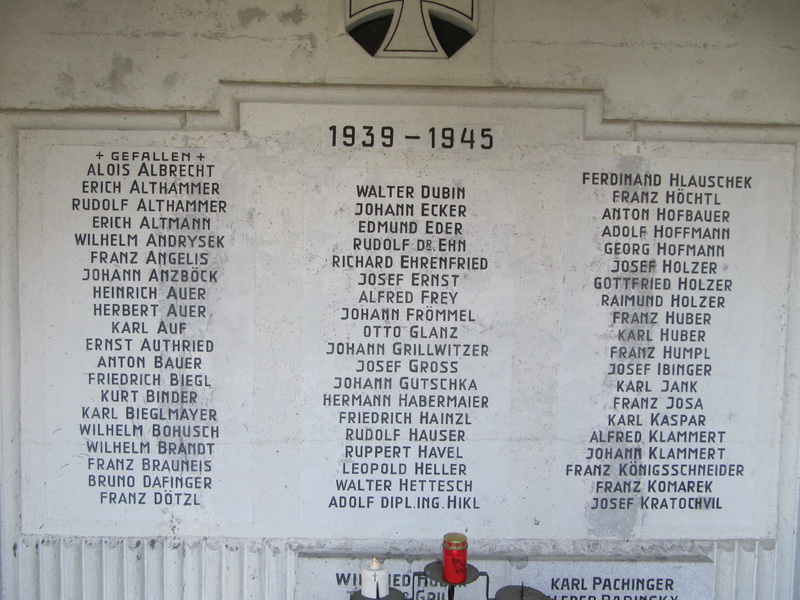 1939 – 1945
+ GEFALLEN +
ALOIS ALBRECHT
ERICH ALTHAMMER
RUDOLF ALTHAMMER
ERICH ALTMANN
WILHELM ANDRYSEK
FRANZ ANGELIS
JOHANN ANZBÖCK
HEINRICH AUER
HERBERT AUER
KARL AUF
ERNST AUTHRIED
ANTON BAUER
FRIEDRICH BIEGL
KURT BINDER
KARL BIEGLMAYER
WILHELM BOHUSCH
WILHELM BRANDT
FRANZ BRAUNEIS
BRUNO DAFINGER
FRANZ DÖTZL
WALTER DUBIN
JOHANN ECKER
EDMUND EDER
RUDOLF DR. EHN
RICHARD EHRENFRIED
JOSEF ERNST
ALFRED FREY
JOHANN FRÖMMEL
OTTO GLANZ
JOHANN GRILLWITZER
JOSEF GROSS
JOHANN GUTSCHKA
HERMANN HABERMAIER
FRIEDRICH HAINZL
RUDOLF HAUSER
RUPPERT HAVEL
LEOPOLD HELLER
WALTER HETTESCH
ADOLF DIPL.ING. HIKL
FERDINAND HLAUSCHEK
FRANZ HÖCHTL
ANTON HOFBAUER
ADOLF HOFFMANN
GEORG HOFMANN
JOSEF HOLZER
GOTTFRIED HOLZER
RAIMUND HOLZER
FRANZ HUBER
KARL HUBER
FRANZ HUMPL
JOSEF IBINGER
KARL JANK
FRANZ JOSA
KARL KASPAR
ALFRED KLAMMERT
JOHANN KLAMMERT
FRANZ KÖNIGSSCHNEIDER
FRANZ KOMAREK
JOSEF KRATOCHVIL
KARL PACHINGER